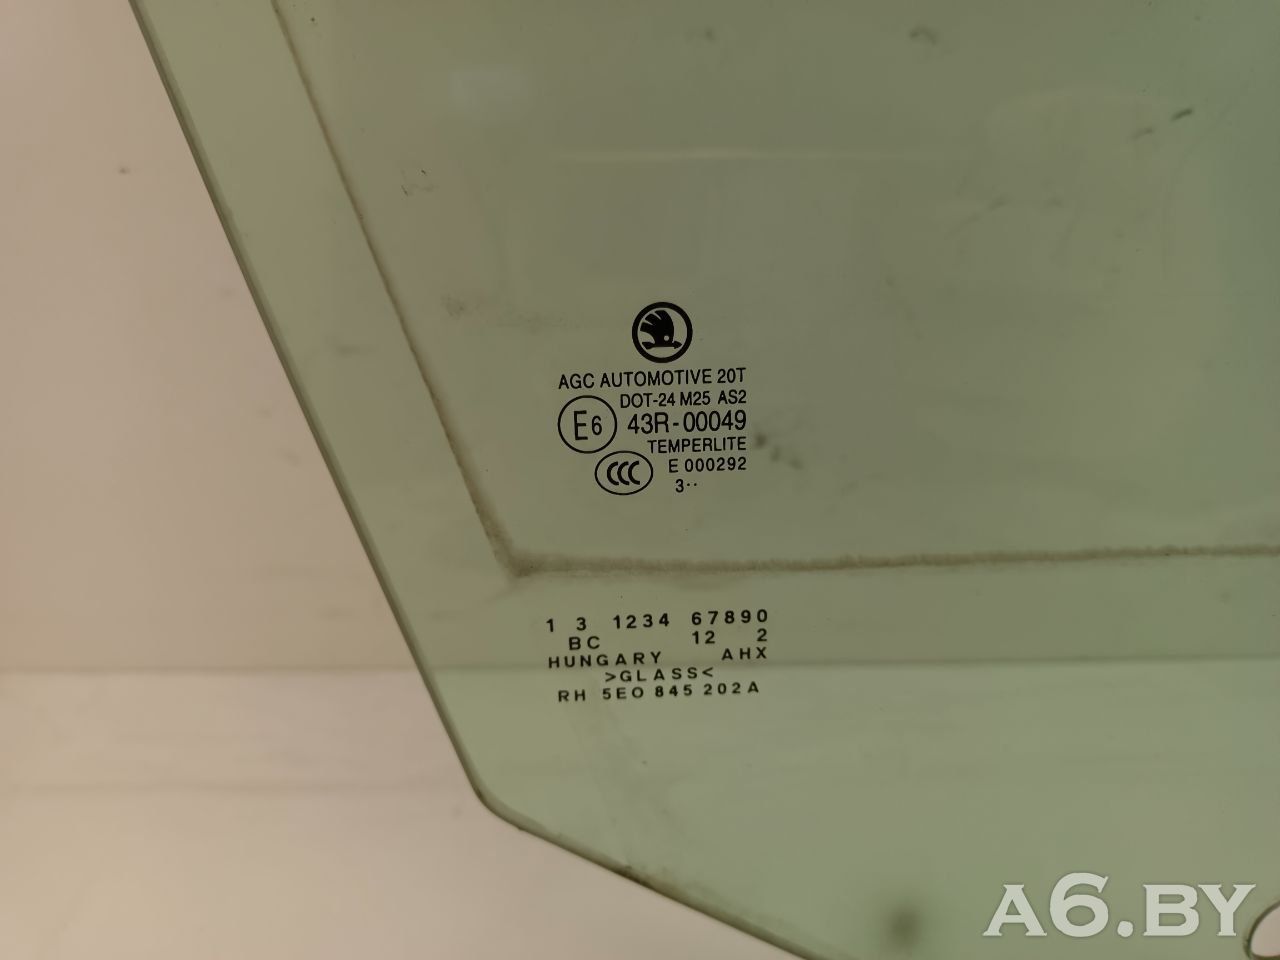 AGC AUTOMOTIVE 20T
DOT-24 M25 AS2
E6 43R-00049
TEMPERLITE
CCC E 000292
3··
1 3 1234 67890
BC 12 2
HUNGARY AHX
>GLASS<
RH 5E0 845 202A
A6.BY